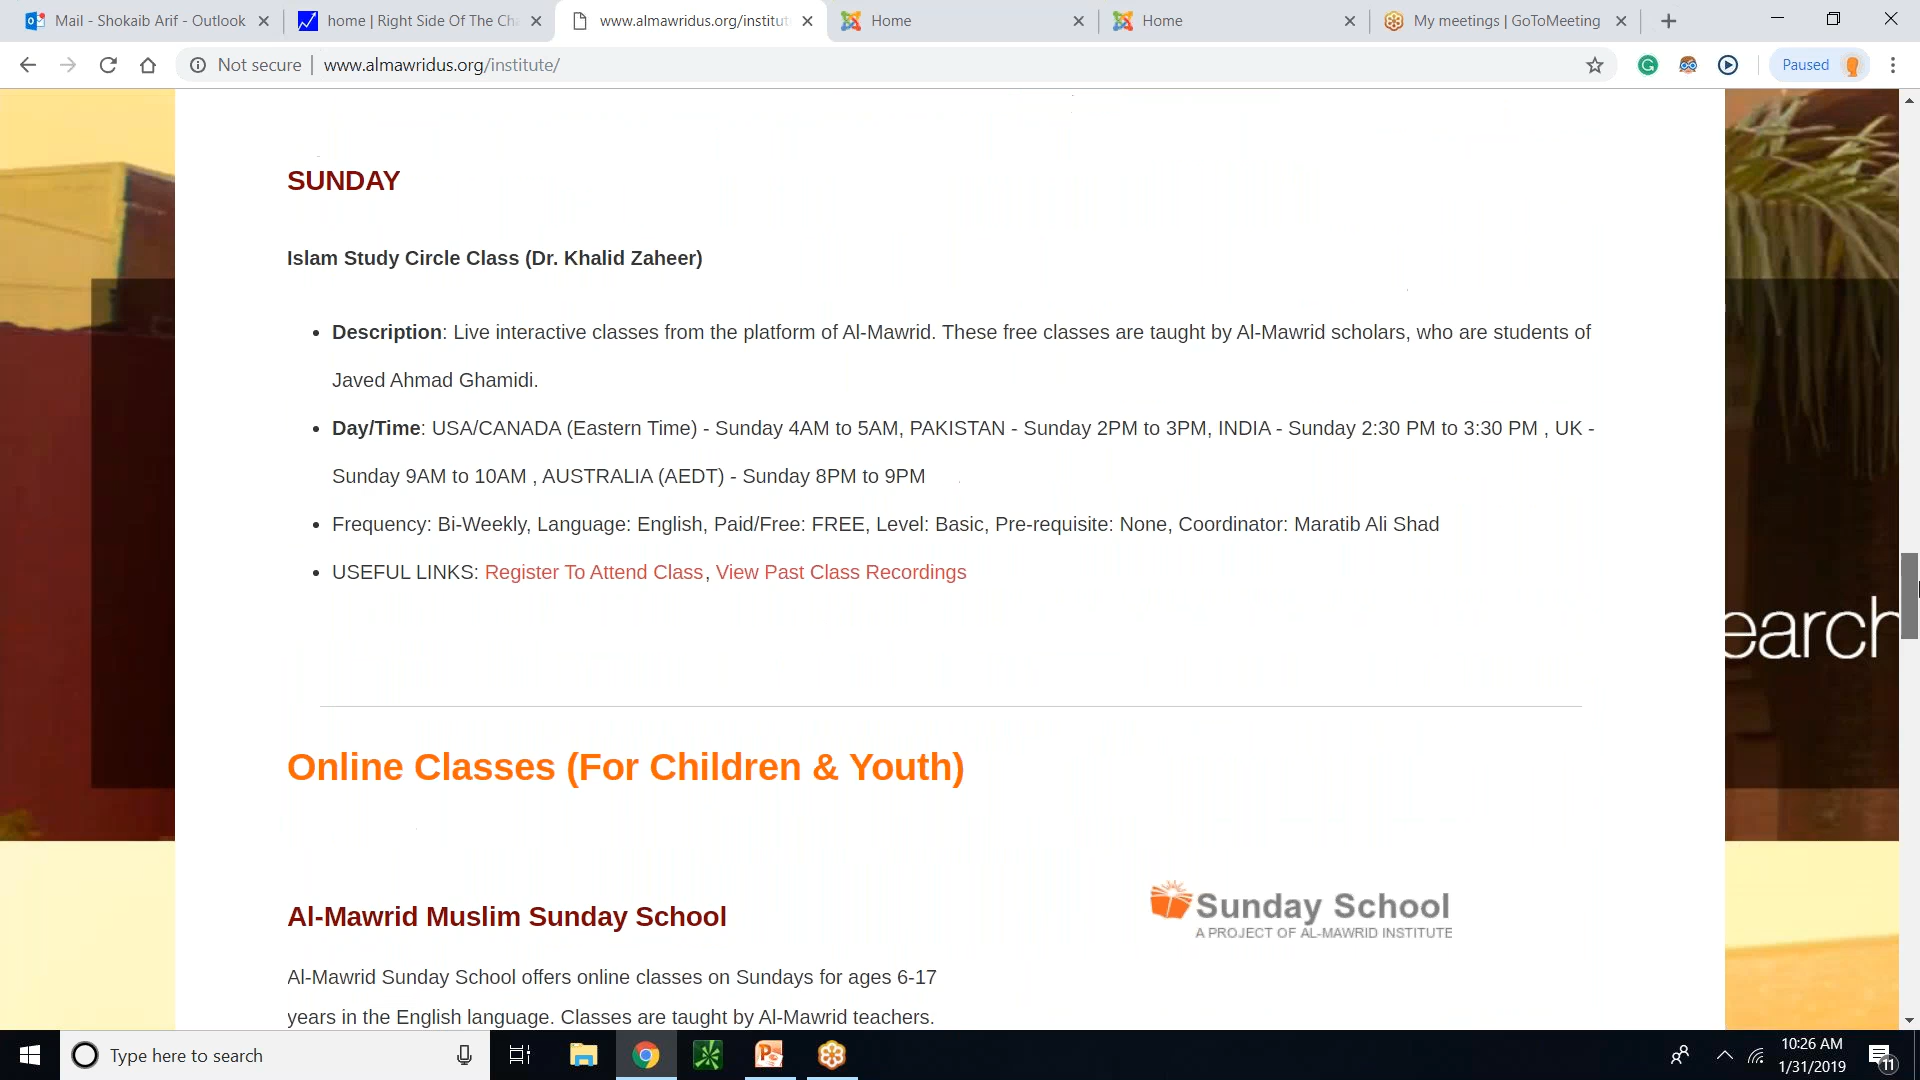 Mail - Shokaib Arif - Outlook
home | Right Side Of The Cha
www.almawridus.org/institut
Home
Home
My meetings | GoToMeeting
Not secure | www.almawridus.org/institute/
Paused
SUNDAY
Islam Study Circle Class (Dr. Khalid Zaheer)
• Description: Live interactive classes from the platform of Al-Mawrid. These free classes are taught by Al-Mawrid scholars, who are students of
Javed Ahmad Ghamidi.
• Day/Time: USA/CANADA (Eastern Time) - Sunday 4AM to 5AM, PAKISTAN - Sunday 2PM to 3PM, INDIA - Sunday 2:30 PM to 3:30 PM , UK -
Sunday 9AM to 10AM , AUSTRALIA (AEDT) - Sunday 8PM to 9PM
• Frequency: Bi-Weekly, Language: English, Paid/Free: FREE, Level: Basic, Pre-requisite: None, Coordinator: Maratib Ali Shad
• USEFUL LINKS: Register To Attend Class, View Past Class Recordings
earch
Online Classes (For Children & Youth)
Al-Mawrid Muslim Sunday School
Sunday School
A PROJECT OF AL-MAWRID INSTITUTE
Al-Mawrid Sunday School offers online classes on Sundays for ages 6-17
years in the English language. Classes are taught by Al-Mawrid teachers.
Type here to search
10:26 AM
1/31/2019
11